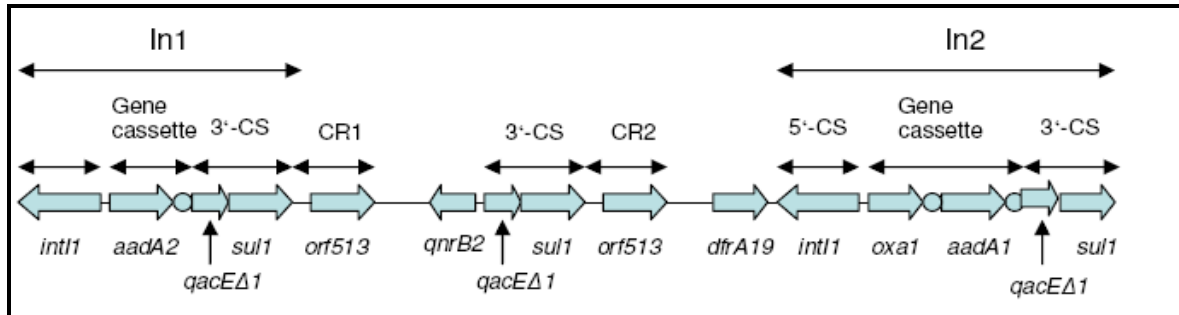 In1 In2
Gene cassette 3‘-CS CR1 3‘-CS CR2 5‘-CS Gene cassette 3‘-CS
intI1 aadA2 sul1 orf513 qnrB2 sul1 orf513 dfrA19 intI1 oxa1 aadA1 sul1
qacEΔ1 qacEΔ1 qacEΔ1